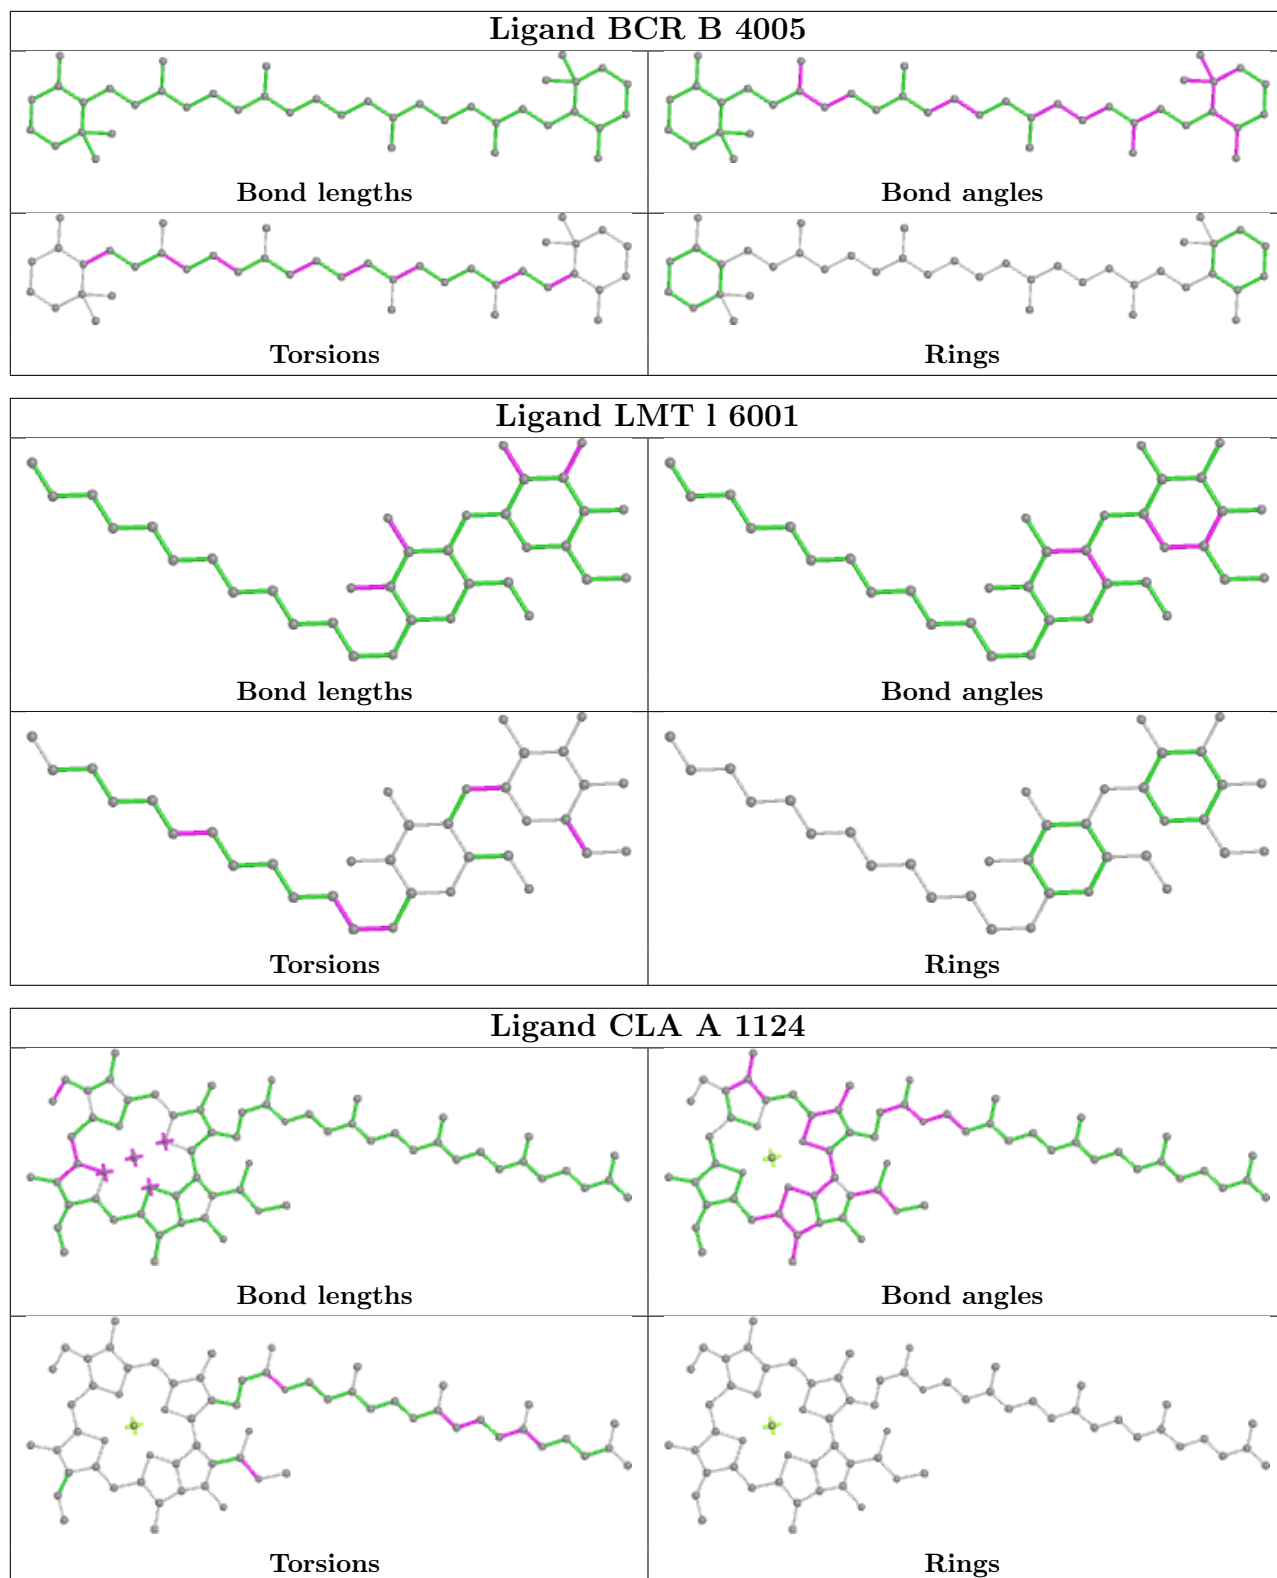 Ligand BCR B 4005
Bond lengths
Bond angles
Torsions
Rings
Ligand LMT l 6001
Bond lengths
Bond angles
Torsions
Rings
Ligand CLA A 1124
Bond lengths
Bond angles
Torsions
Rings